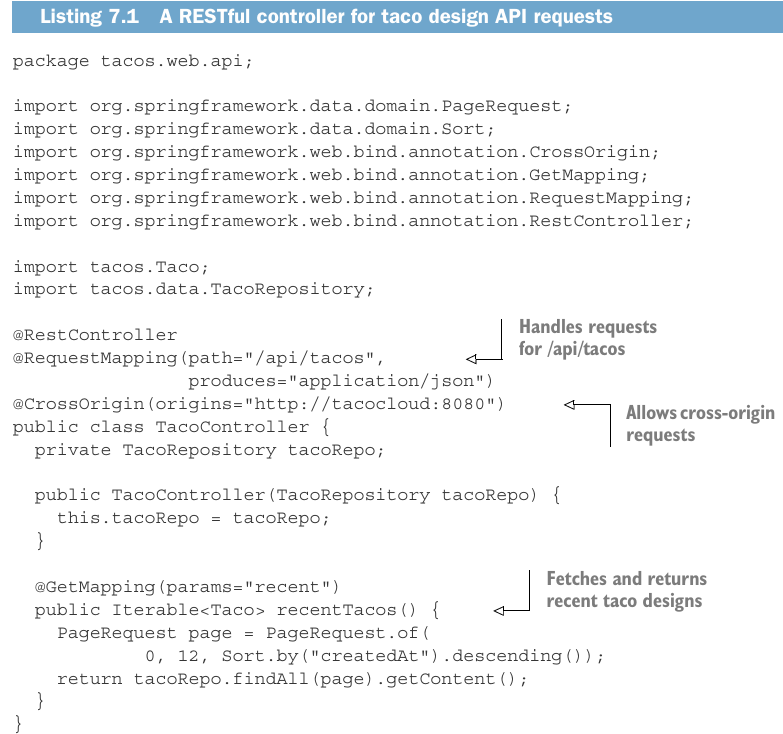 Listing 7.1 A RESTful controller for taco design API requests
package tacos.web.api;
import org.springframework.data.domain.PageRequest;
import org.springframework.data.domain.Sort;
import org.springframework.web.bind.annotation.CrossOrigin;
import org.springframework.web.bind.annotation.GetMapping;
import org.springframework.web.bind.annotation.RequestMapping;
import org.springframework.web.bind.annotation.RestController;
import tacos.Taco;
import tacos.data.TacoRepository;
@RestController
@RequestMapping(path="/api/tacos",
                produces="application/json")
Handles requests
for /api/tacos
@CrossOrigin(origins="http://tacocloud:8080")
Allows cross-origin
requests
public class TacoController {
  private TacoRepository tacoRepo;
  public TacoController(TacoRepository tacoRepo) {
    this.tacoRepo = tacoRepo;
  }
  @GetMapping(params="recent")
  public Iterable<Taco> recentTacos() {
Fetches and returns
recent taco designs
    PageRequest page = PageRequest.of(
            0, 12, Sort.by("createdAt").descending());
    return tacoRepo.findAll(page).getContent();
  }
}